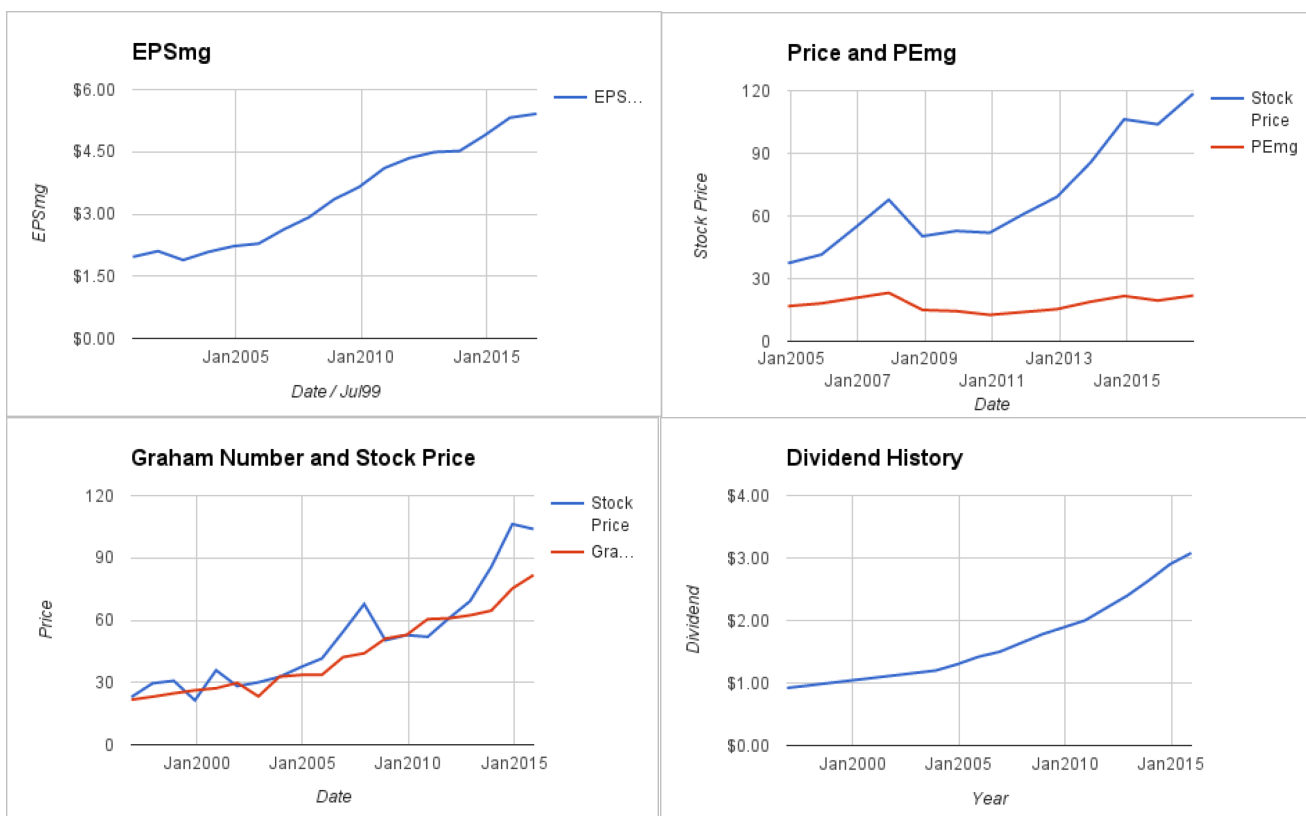 EPSmg
$6.00
$4.50
$3.00
$1.50
$0.00
EPSmg
Jan2005
Jan2010
Jan2015
Date / Jul99
EPS…
Price and PEmg
120
90
60
30
0
Stock Price
Jan2005
Jan2009
Jan2013
Jan2007
Jan2011
Jan2015
Date
Stock
Price
PEmg
Graham Number and Stock Price
120
90
60
30
0
Price
Jan2000
Jan2005
Jan2010
Jan2015
Date
Stock
Price
Gra…
Dividend History
$4.00
$3.00
$2.00
$1.00
$0.00
Dividend
Jan2000
Jan2005
Jan2010
Jan2015
Year